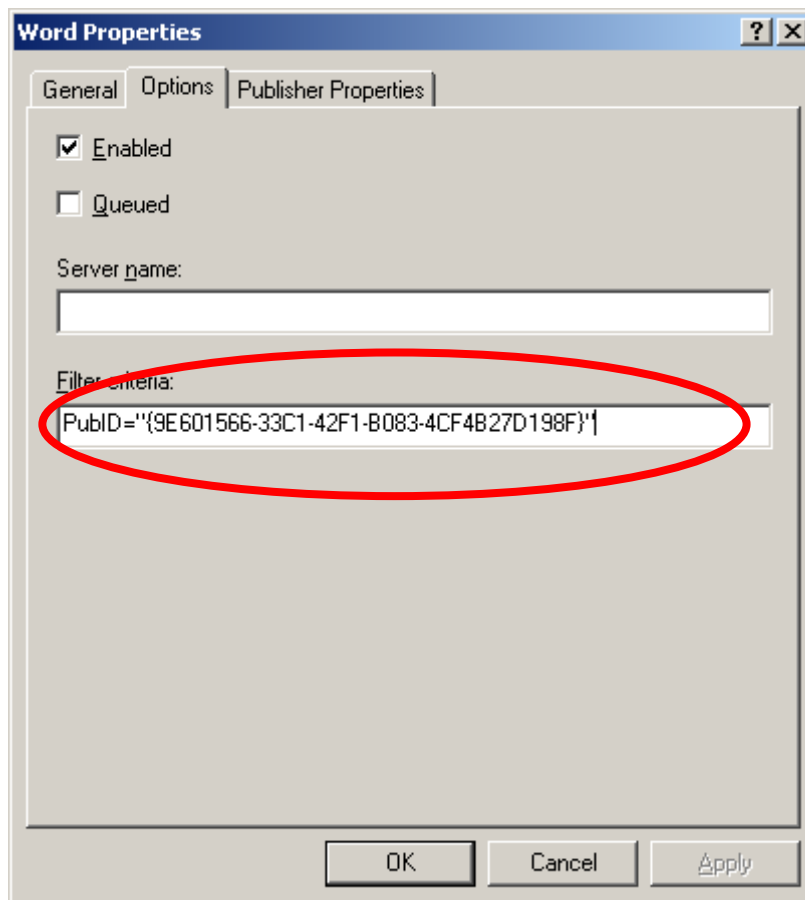 Word Properties
General Options Publisher Properties
Enabled
Queued
Server name:
Filter criteria:
PubID="{9E601566-33C1-42F1-B083-4CF4B27D198F}"
OK Cancel Apply